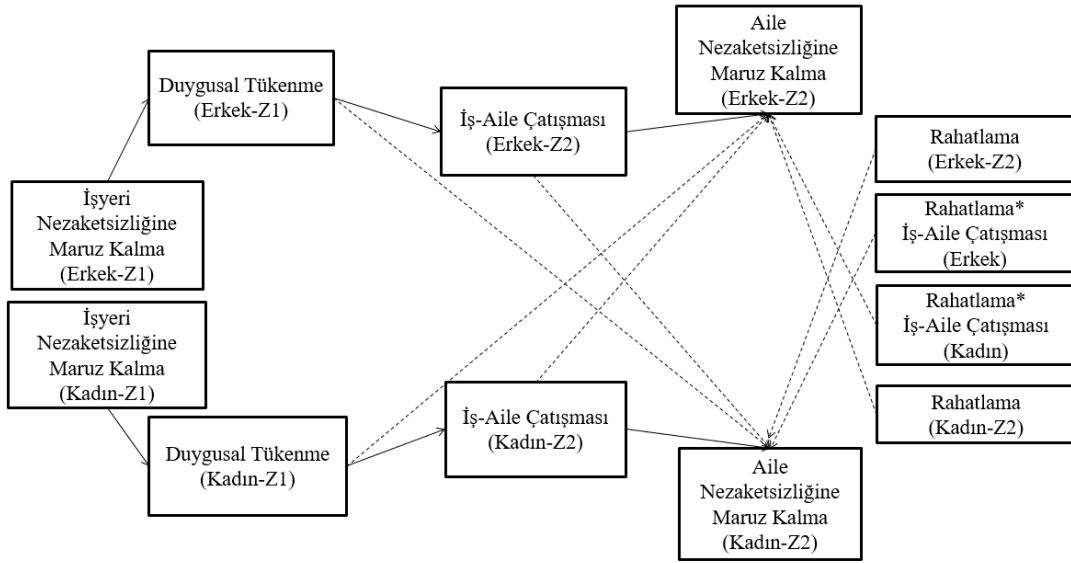 Duygusal Tükenme
(Erkek-Z1)
İş-Aile Çatışması
(Erkek-Z2)
Aile
Nezaketsizliğine
Maruz Kalma
(Erkek-Z2)
İşyeri
Nezaketsizliğine
Maruz Kalma
(Erkek-Z1)
İşyeri
Nezaketsizliğine
Maruz Kalma
(Kadın-Z1)
Duygusal Tükenme
(Kadın-Z1)
İş-Aile Çatışması
(Kadın-Z2)
Aile
Nezaketsizliğine
Maruz Kalma
(Kadın-Z2)
Rahatlama
(Erkek-Z2)
Rahatlama*
İş-Aile Çatışması
(Erkek)
Rahatlama*
İş-Aile Çatışması
(Kadın)
Rahatlama
(Kadın-Z2)